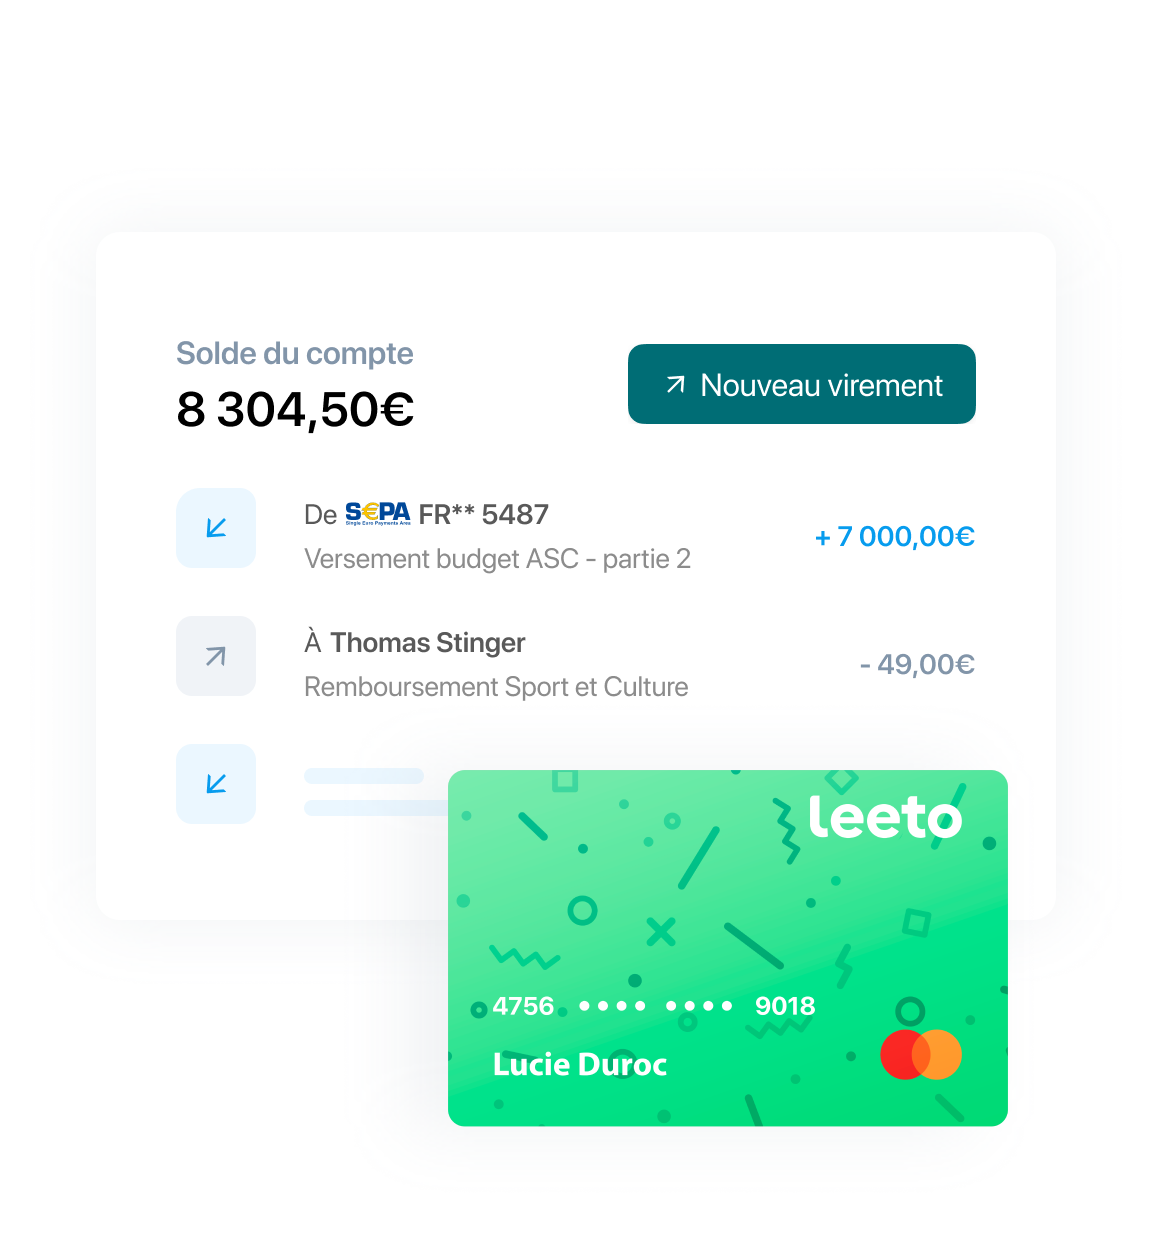 Solde du compte
8 304,50€
Nouveau virement
De S€PA FR** 5487
Single Euro Payments Area
Versement budget ASC - partie 2
+ 7 000,00€
À Thomas Stinger
Remboursement Sport et Culture
- 49,00€
leeto
4756 •••• •••• 9018
Lucie Duroc